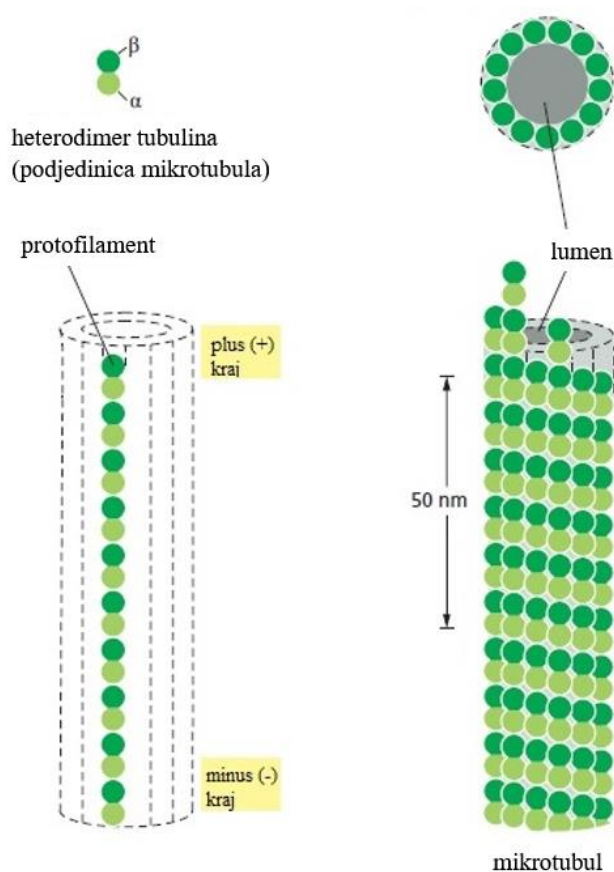 β
α
heterodimer tubulina
(podjedinica mikrotubula)
protofilament
lumen
plus (+)
kraj
50 nm
minus (-)
kraj
mikrotubul